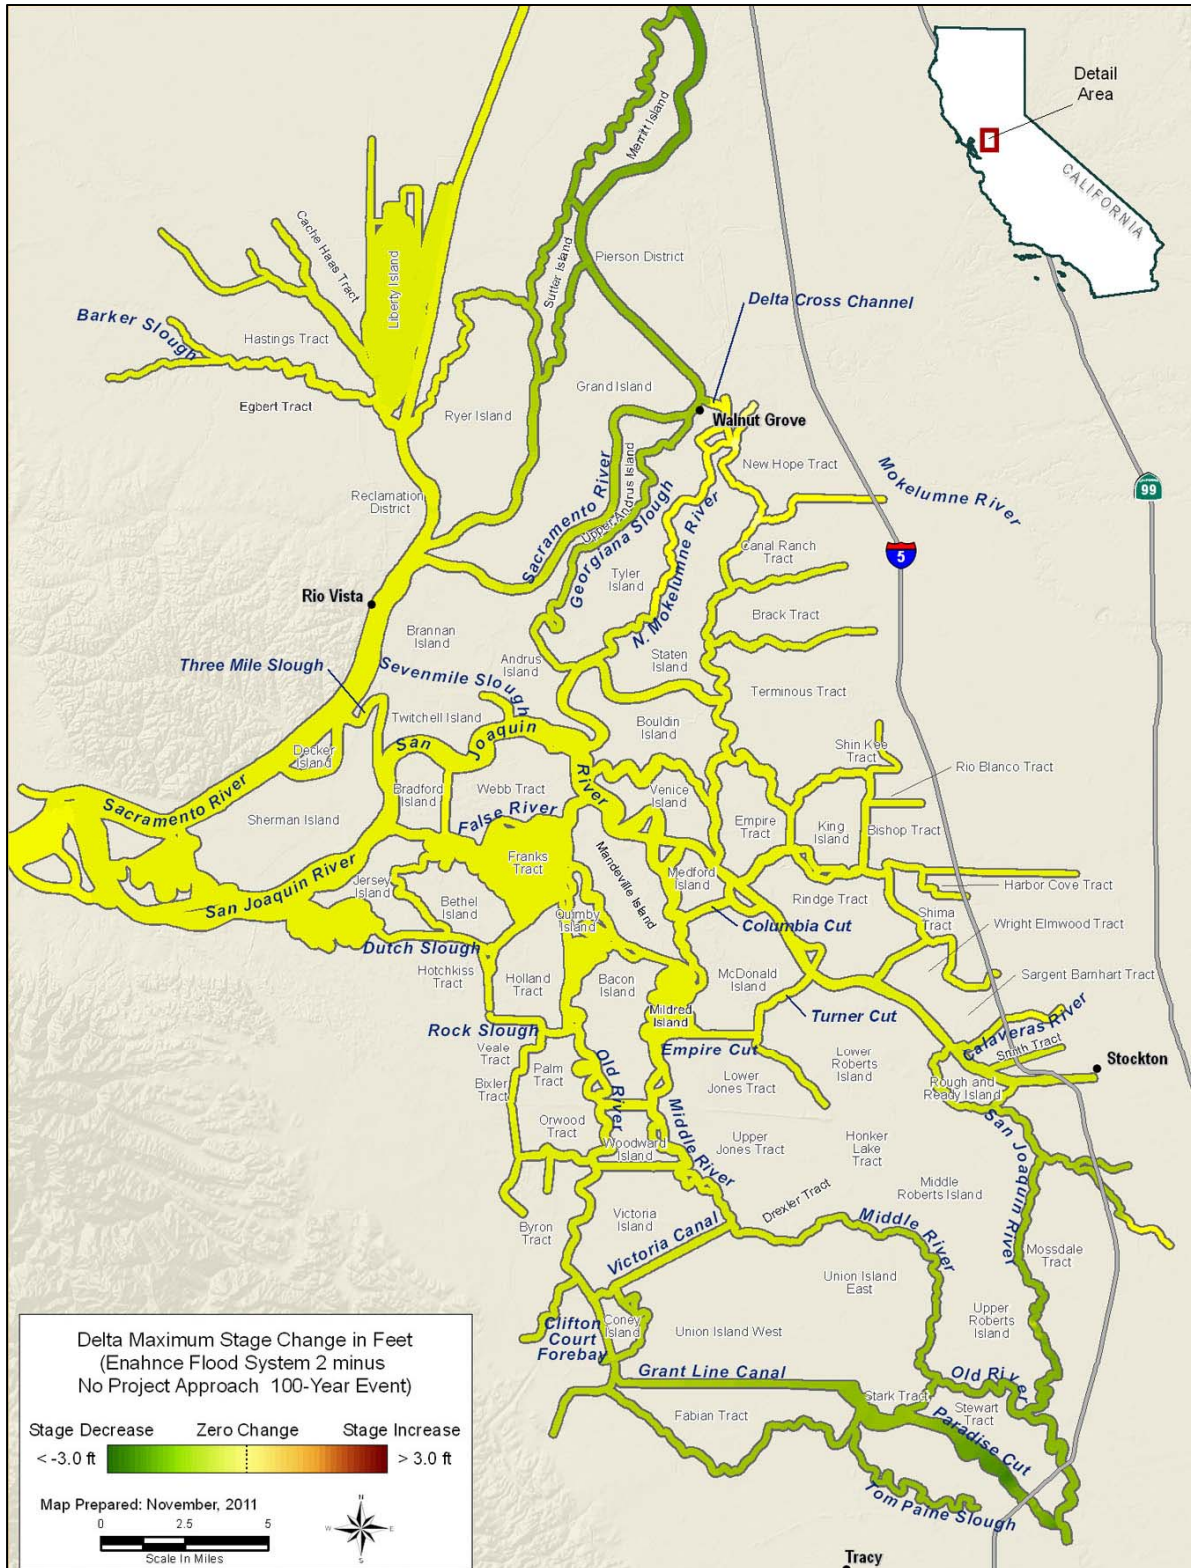 Detail
Area
CALIFORNIA
Merritt Island
Cache Haas Tract
Liberty Island
Sutter Island
Pierson District
Delta Cross Channel
Barker Slough
Hastings Tract
Egbert Tract
Ryer Island
Grand Island
Walnut Grove
New Hope Tract
Mokelumne River
99
5
Reclamation
District
Sacramento River
Upper Andrus Island
Georgiana Slough
N. Mokelumne River
Canal Ranch
Tract
Tyler
Island
Brack Tract
Rio Vista
Brannan
Island
Three Mile Slough
Sevenmile Slough
Andrus
Island
Staten
Island
Terminous Tract
Twitchell Island
San Joaquin River
Bouldin
Island
Shin Kee
Tract
Rio Blanco Tract
Decker
Island
Sacramento River
Sherman Island
Bradford
Island
Webb Tract
False River
Venice
Island
Empire
Tract
King
Island
Bishop Tract
Franks
Tract
Mandeville Island
Medford
Island
San Joaquin River
Jersey
Island
Bethel
Island
Quimby
Island
Rindge Tract
Harbor Cove Tract
Shima
Tract
Wright Elmwood Tract
Columbia Cut
Dutch Slough
Hotchkiss
Tract
Holland
Tract
Bacon
Island
McDonald
Island
Sargent Barnhart Tract
Mildred
Island
Turner Cut
Rock Slough
Veale
Tract
Bixler
Tract
Palm
Tract
Old River
Empire Cut
Lower
Jones Tract
Lower
Roberts
Island
Calaveras River
Smith Tract
Stockton
Rough and
Ready Island
Orwood
Tract
Woodward
Island
Middle River
Upper
Jones Tract
Honker
Lake
Tract
San Joaquin River
Middle
Roberts Island
Drexler Tract
Byron
Tract
Victoria
Island
Victoria Canal
Middle River
Mossdale
Tract
Union Island
East
Clifton
Court
Forebay
Coney
Island
Union Island West
Upper
Roberts
Island
Grant Line Canal
Old River
Stark Tract
Stewart
Tract
Fabian Tract
Paradise Cut
Tom Paine Slough
Tracy
Delta Maximum Stage Change in Feet
(Enahnce Flood System 2 minus
No Project Approach 100-Year Event)
Stage Decrease Zero Change Stage Increase
< -3.0 ft > 3.0 ft
Map Prepared: November, 2011
0 2.5 5
Scale In Miles
N
W E
S